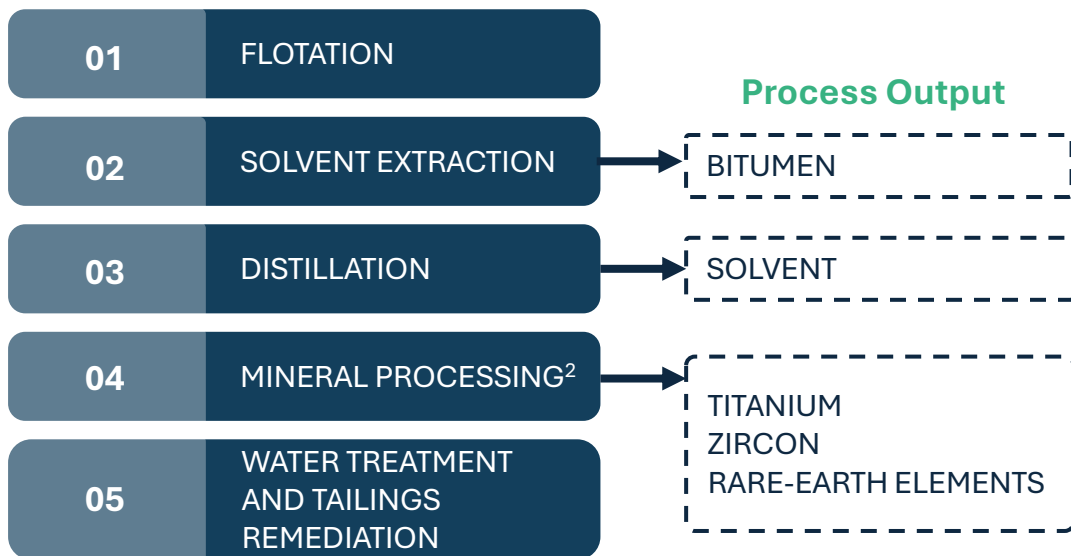 01 FLOTATION
Process Output
02 SOLVENT EXTRACTION
BITUMEN
03 DISTILLATION
SOLVENT
04 MINERAL PROCESSING²
TITANIUM
ZIRCON
RARE-EARTH ELEMENTS
05 WATER TREATMENT
AND TAILINGS
REMEDIATION